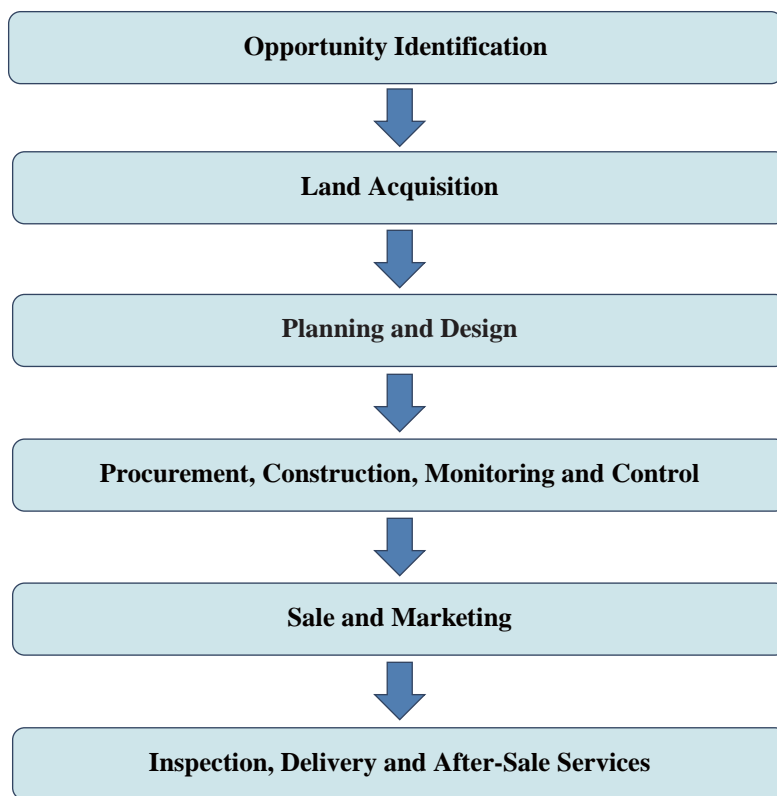 Opportunity Identification
Land Acquisition
Planning and Design
Procurement, Construction, Monitoring and Control
Sale and Marketing
Inspection, Delivery and After-Sale Services